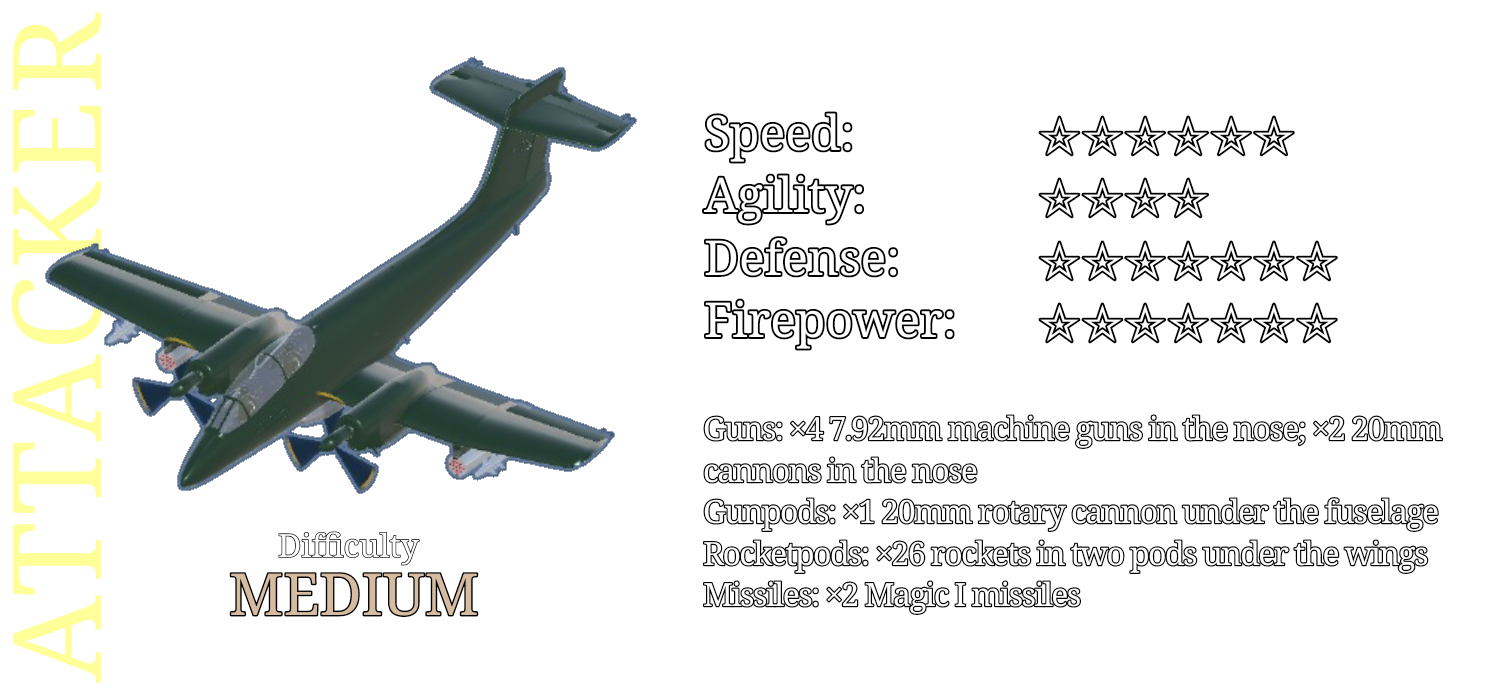 ATTACKER
Speed: ☆☆☆☆☆☆
Agility: ☆☆☆☆
Defense: ☆☆☆☆☆☆☆
Firepower: ☆☆☆☆☆☆☆
Guns: ×4 7.92mm machine guns in the nose; ×2 20mm
cannons in the nose
Gunpods: ×1 20mm rotary cannon under the fuselage
Rocketpods: ×26 rockets in two pods under the wings
Missiles: ×2 Magic I missiles
Difficulty
MEDIUM